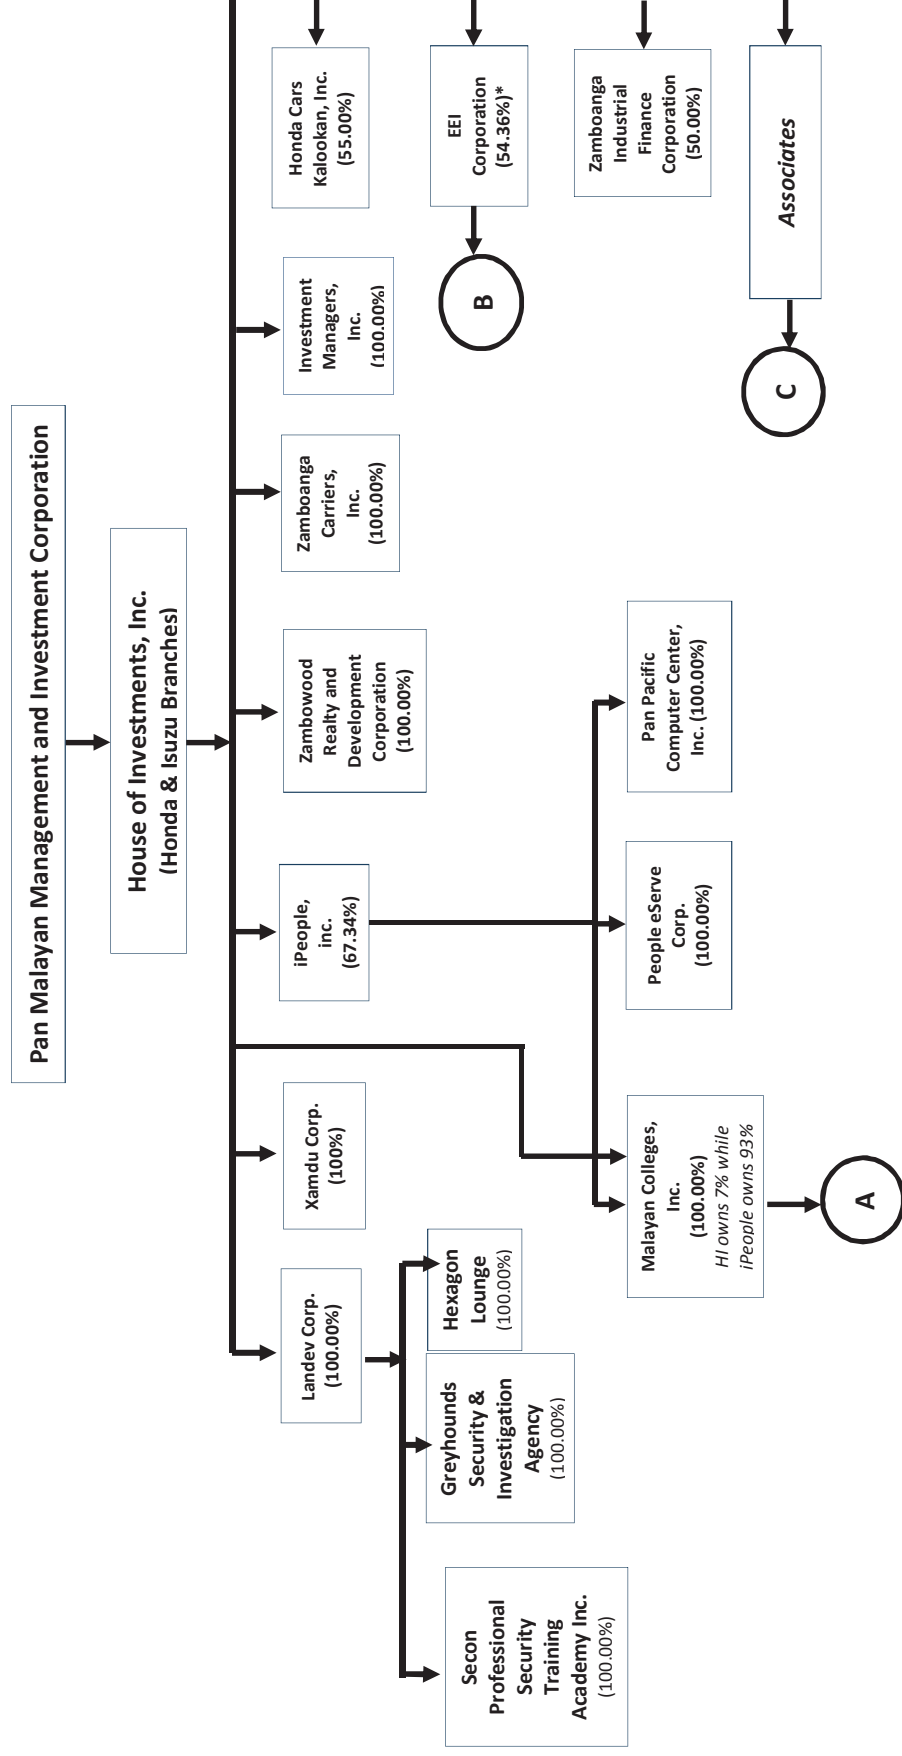 Pan Malayan Management and Investment Corporation
House of Investments, Inc.
(Honda & Isuzu Branches)
Landev Corp.
(100.00%)
Xamdu Corp.
(100%)
iPeople,
inc.
(67.34%)
Zambowood
Realty and
Development
Corporation
(100.00%)
Zamboanga
Carriers,
Inc.
(100.00%)
Investment
Managers,
Inc.
(100.00%)
Honda Cars
Kalookan, Inc.
(55.00%)
Secon
Professional
Security
Training
Academy Inc.
(100.00%)
Greyhounds
Security &
Investigation
Agency
(100.00%)
Hexagon
Lounge
(100.00%)
B
EEI
Corporation
(54.36%)*
Malayan Colleges,
Inc.
(100.00%)
HI owns 7% while
iPeople owns 93%
People eServe
Corp.
(100.00%)
Pan Pacific
Computer Center,
Inc. (100.00%)
Zamboanga
Industrial
Finance
Corporation
(50.00%)
A
C
Associates